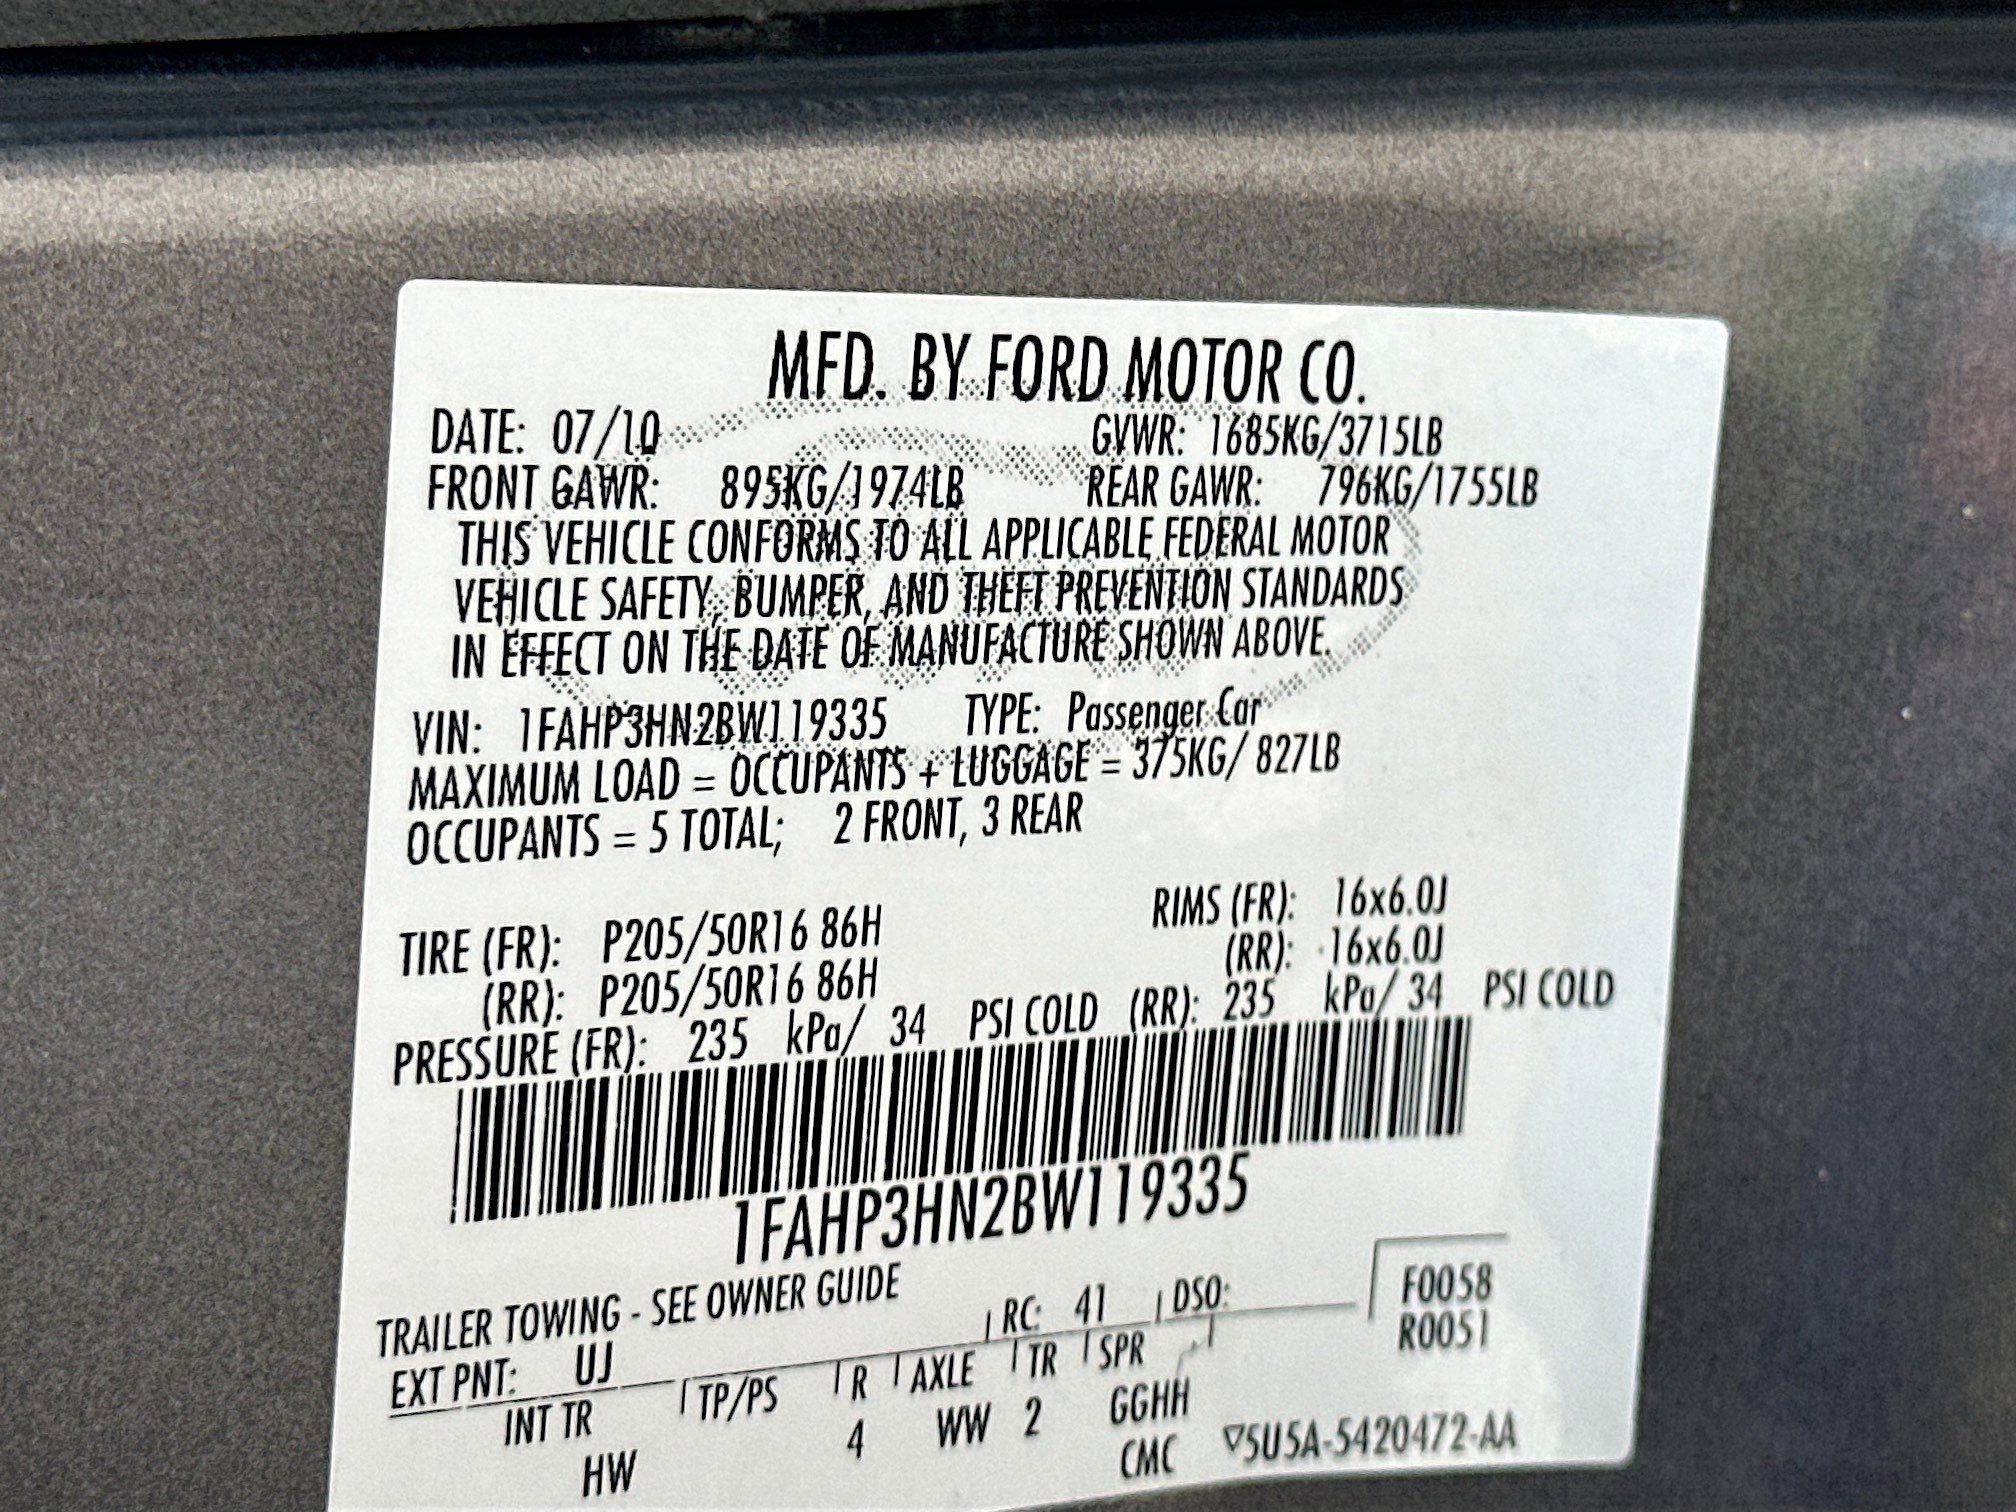 MFD. BY FORD MOTOR CO.
DATE: 07/10 GVWR: 1685KG/3715LB
FRONT GAWR: 895KG/1974LB REAR GAWR: 796KG/1755LB
THIS VEHICLE CONFORMS TO ALL APPLICABLE FEDERAL MOTOR
VEHICLE SAFETY, BUMPER, AND THEFT PREVENTION STANDARDS
IN EFFECT ON THE DATE OF MANUFACTURE SHOWN ABOVE.
VIN: 1FAHP3HN2BW119335 TYPE: Passenger Car
MAXIMUM LOAD = OCCUPANTS + LUGGAGE = 375KG/ 827LB
OCCUPANTS = 5 TOTAL; 2 FRONT, 3 REAR
TIRE (FR): P205/50R16 86H RIMS (FR): 16x6.0J
(RR): P205/50R16 86H (RR): 16x6.0J
PRESSURE (FR): 235 kPa/ 34 PSI COLD (RR): 235 kPa/ 34 PSI COLD
1FAHP3HN2BW119335
TRAILER TOWING - SEE OWNER GUIDE F0058
EXT PNT: UJ RC: 41 DSO: R0051
INT TR TP/PS R AXLE TR SPR
HW 4 WW 2 GGHH
CMC ▽5U5A-5420472-AA